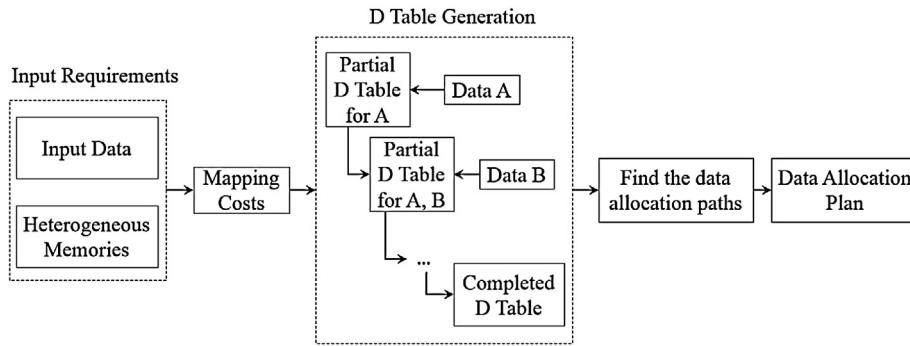 D Table Generation
Input Requirements
Input Data
Heterogeneous
Memories
Mapping
Costs
Partial
D Table
for A
Data A
Partial
D Table
for A, B
Data B
...
Completed
D Table
Find the data
allocation paths
Data Allocation
Plan